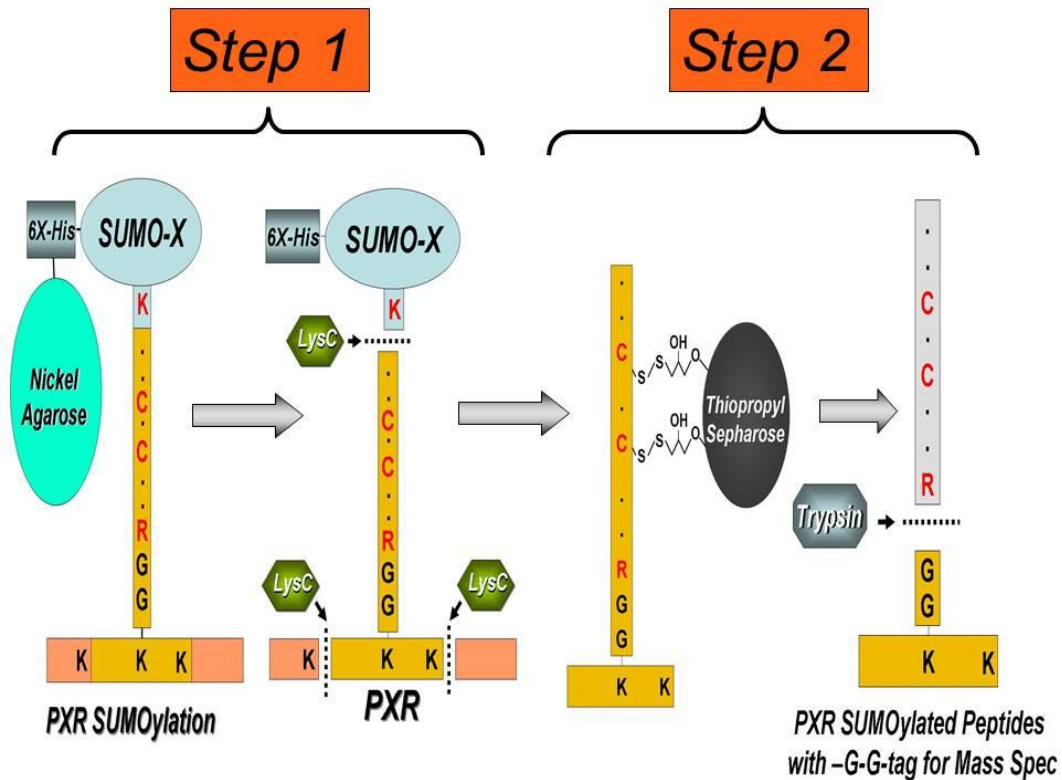 Step 1
Step 2
6X-His
SUMO-X
K
·
·
C
·
C
·
·
R
G
G
Nickel
Agarose
K K K
PXR SUMOylation
6X-His
SUMO-X
K
LysC
·
·
C
·
C
·
·
R
G
G
LysC
LysC
K K K
PXR
·
·
C
·
C
·
·
R
G
G
K K
S S OH O
S S OH O
Thiopropyl
Sepharose
·
·
C
·
C
·
·
R
Trypsin
G
G
K K
PXR SUMOylated Peptides
with –G-G-tag for Mass Spec